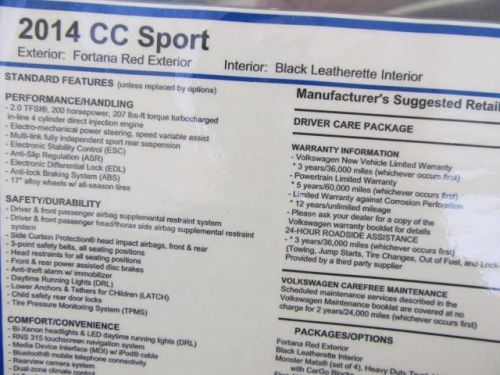 2014 CC Sport
Exterior: Fortana Red Exterior
Interior: Black Leatherette Interior
STANDARD FEATURES (unless replaced by options)
PERFORMANCE/HANDLING
- 2.0 TFSI®, 200 horsepower, 207 lbs-ft torque turbocharged
in-line 4 cylinder direct injection engine
- Electro-mechanical power steering, speed variable assist
- Multi-link fully independent sport rear suspension
- Electronic Stability Control (ESC)
- Anti-Slip Regulation (ASR)
- Electronic Differential Lock (EDL)
- Anti-lock Braking System (ABS)
- 17" alloy wheels w/ all-season tires
SAFETY/DURABILITY
- Driver & front passenger airbag supplemental restraint system
- Driver & front passenger head/thorax side airbag supplemental restraint
system
- Side Curtain Protection® head impact airbags, front & rear
- 3-point safety belts, all seating positions
- Head restraints for all seating positions
- Front & rear power assisted disc brakes
- Anti-theft alarm w/ immobilizer
- Daytime Running Lights (DRL)
- Lower Anchors & Tethers for CHildren (LATCH)
- Child safety rear door locks
- Tire Pressure Monitoring System (TPMS)
COMFORT/CONVENIENCE
- Bi-Xenon headlights & LED daytime running lights (DRL)
- RNS 315 touchscreen navigation system
- Media Device Interface (MDI) w/ iPod® cable
- Bluetooth® mobile telephone connectivity
- Rearview camera
- Dual-zone climate control
Manufacturer's Suggested Retail
DRIVER CARE PACKAGE
WARRANTY INFORMATION
- Volkswagen New Vehicle Limited Warranty
* 3 years/36,000 miles (whichever occurs first)
- Powertrain Limited Warranty
* 5 years/60,000 miles (whichever occurs first)
- Limited Warranty against Corrosion Perforation
* 12 years/unlimited mileage
- Please ask your dealer for a copy of the
Volkswagen warranty booklet for details
24-HOUR ROADSIDE ASSISTANCE
* 3 years/36,000 miles (whichever occurs first)
(Towing, Jump Starts, Tire Changes, Out of Fuel, and Lock
Provided by a third party supplier
VOLKSWAGEN CAREFREE MAINTENANCE
Scheduled maintenance services described in the
Volkswagen Maintenance booklet are covered at no
charge for 2 years/24,000 miles (whichever occurs first)
PACKAGES/OPTIONS
Fortana Red Exterior
Black Leatherette Interior
Monster Mats® (set of 4), Heavy Duty Trunk
with CarGo Blocks